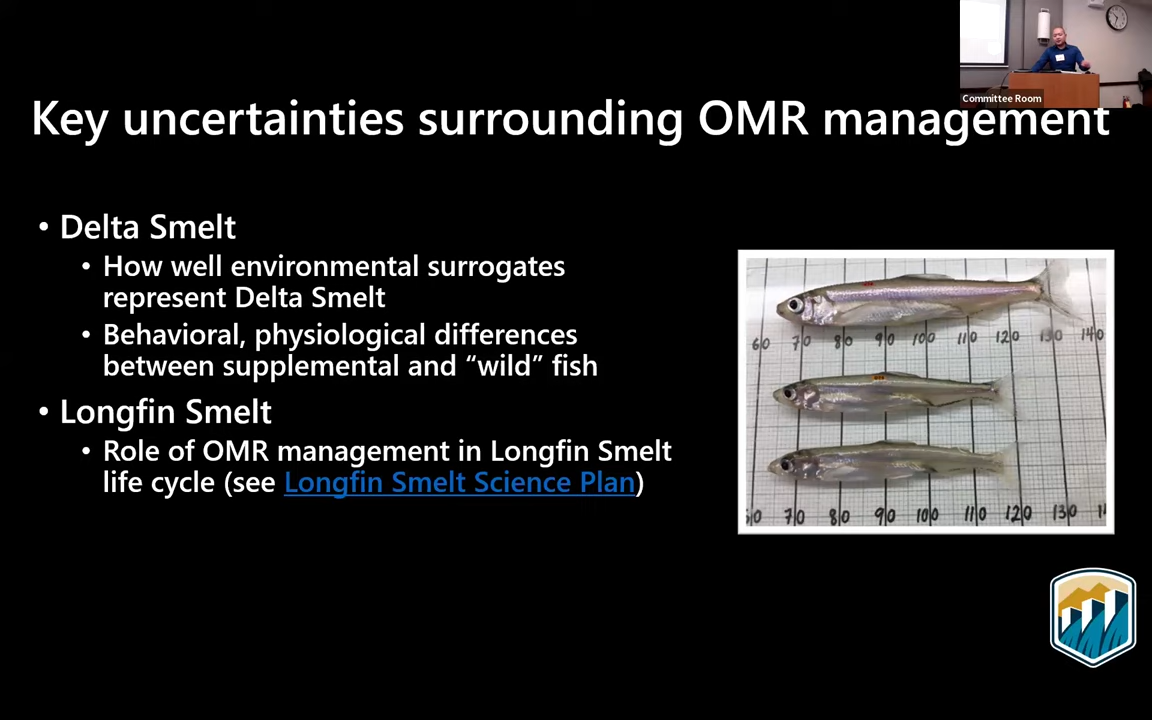 Committee Room
Key uncertainties surrounding OMR management
• Delta Smelt
• How well environmental surrogates
represent Delta Smelt
• Behavioral, physiological differences
between supplemental and “wild” fish
• Longfin Smelt
• Role of OMR management in Longfin Smelt
life cycle (see Longfin Smelt Science Plan)
60 70 80 90 100 110 120 130 140
70 80 90 100 110 120 130